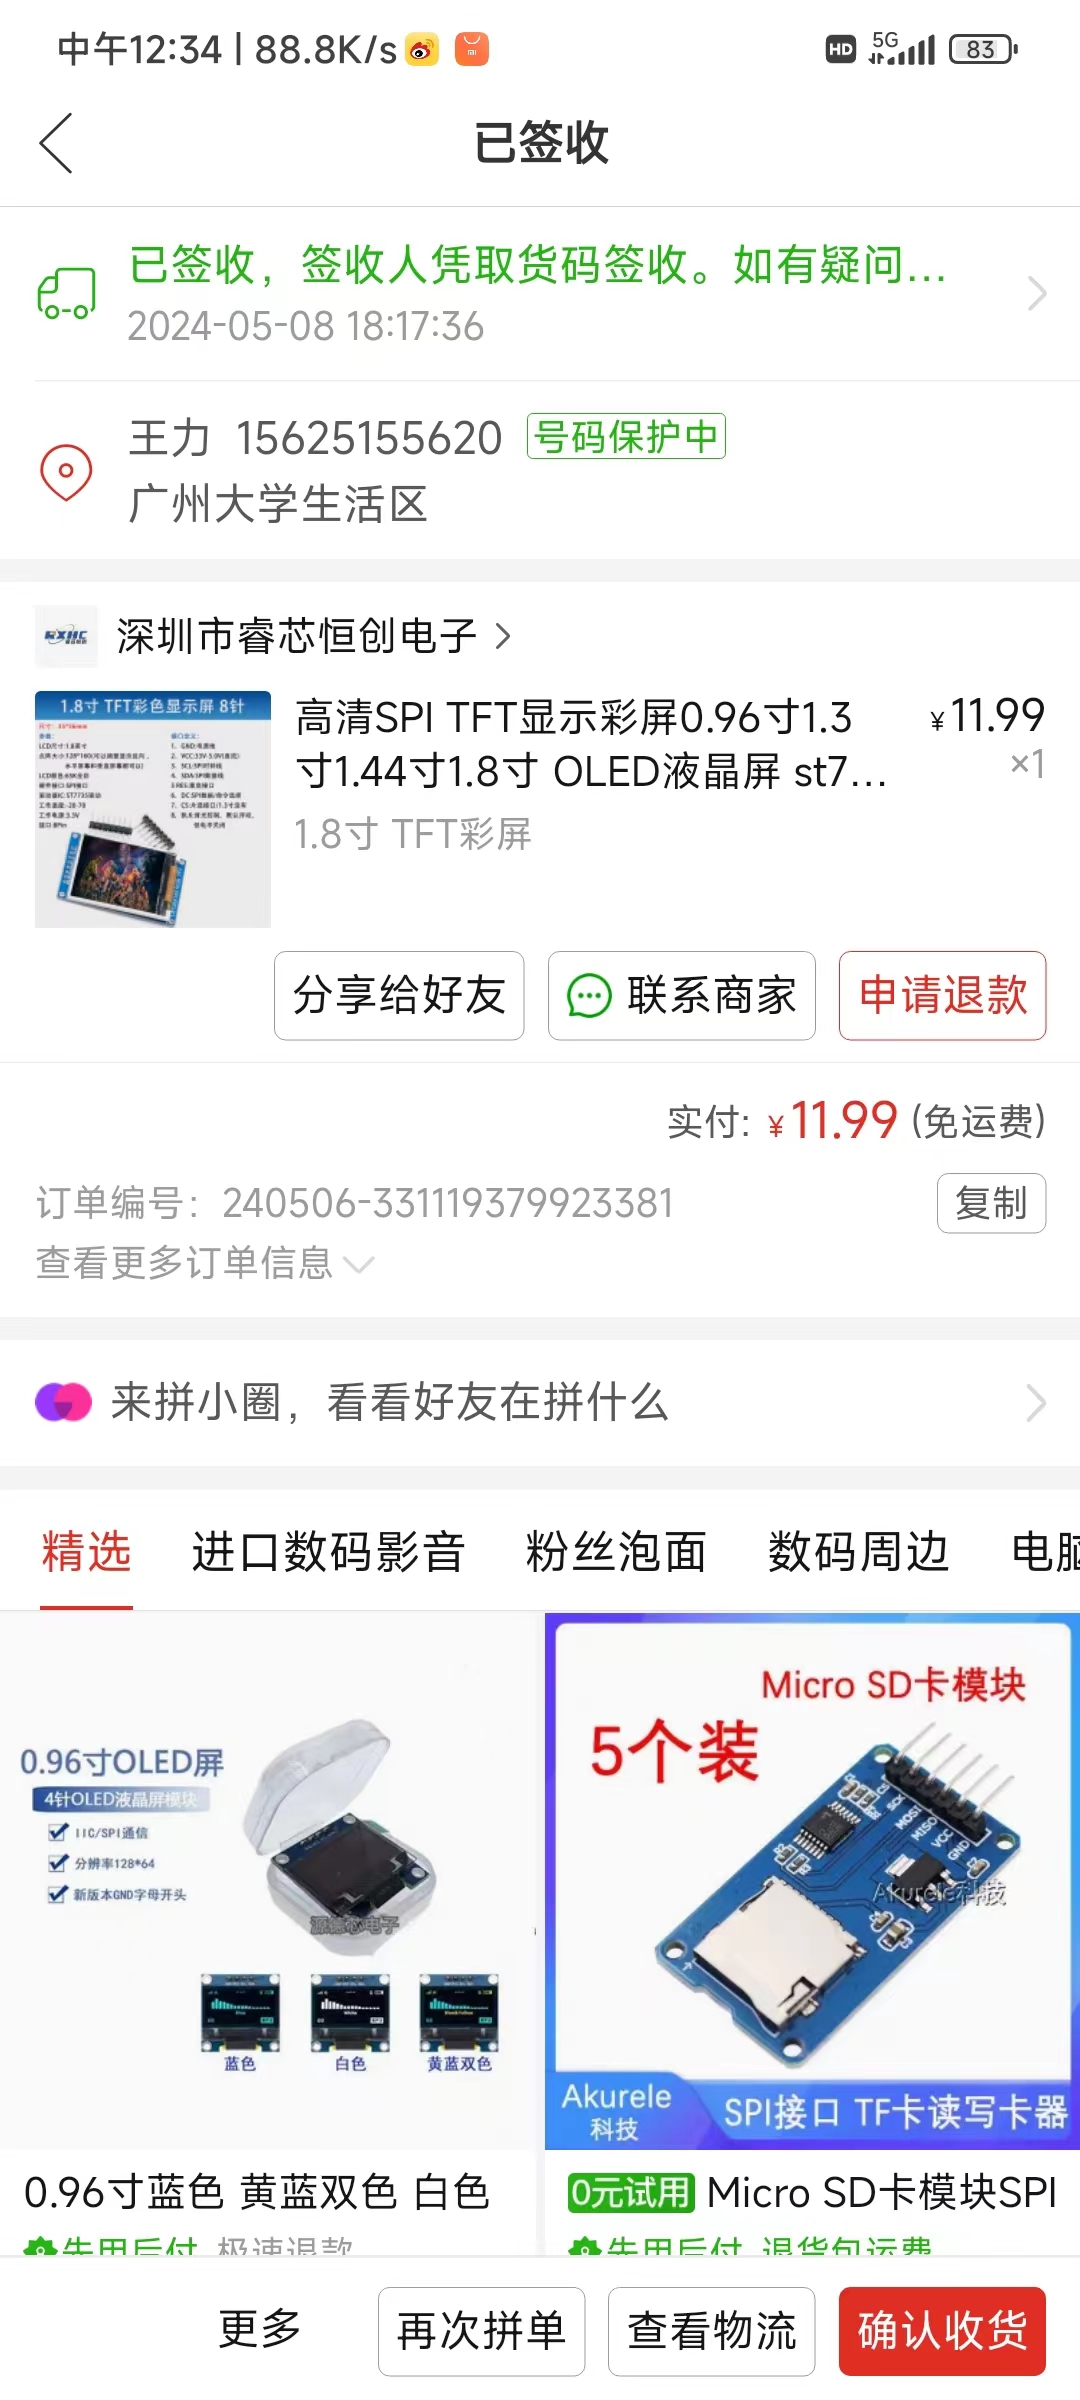 中午12:34 | 88.8K/s
HD 5G 83
已签收
已签收，签收人凭取货码签收。如有疑问...
2024-05-08 18:17:36
王力 15625155620 号码保护中
广州大学生活区
深圳市睿芯恒创电子
1.8寸 TFT彩色显示屏 8针
高清SPI TFT显示彩屏0.96寸1.3
寸1.44寸1.8寸 OLED液晶屏 st7...
¥11.99
×1
1.8寸 TFT彩屏
分享给好友
联系商家
申请退款
实付: ¥11.99 (免运费)
订单编号：240506-331119379923381
复制
查看更多订单信息
来拼小圈，看看好友在拼什么
精选 进口数码影音 粉丝泡面 数码周边 电脑
0.96寸OLED屏
4针OLED液晶屏模块
IIC/SPI通信
分辨率128*64
新版本GND字母开头
源德芯电子
蓝色 白色 黄蓝双色
Micro SD卡模块
5个装
CS
SCK
MOSI
MISO
VCC
GND
Akurele科技
Akurele
科技
SPI接口 TF卡读写卡器
0.96寸蓝色 黄蓝双色 白色
先用后付 极速退款
0元试用 Micro SD卡模块SPI
先用后付 退货包运费
更多
再次拼单
查看物流
确认收货